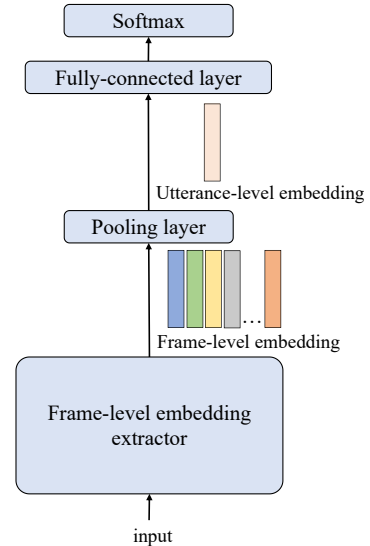 Softmax
Fully-connected layer
Utterance-level embedding
Pooling layer
...
Frame-level embedding
Frame-level embedding
extractor
input